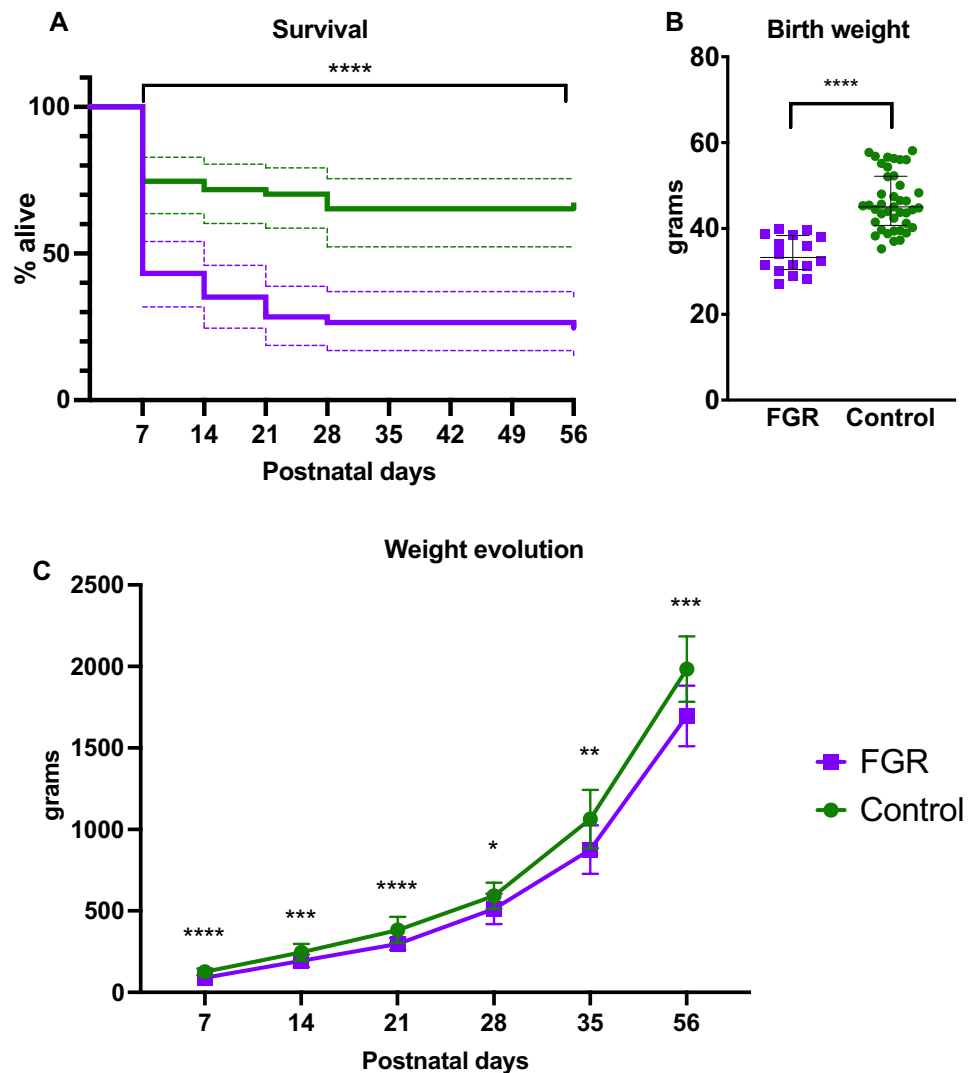 A
Survival
****
100
50
0
% alive
7 14 21 28 35 42 49 56
Postnatal days
B
Birth weight
80
****
60
40
20
0
grams
FGR Control
C
Weight evolution
2500
2000
1500
1000
500
0
grams
**** *** **** * ** ***
7 14 21 28 35 56
Postnatal days
FGR
Control